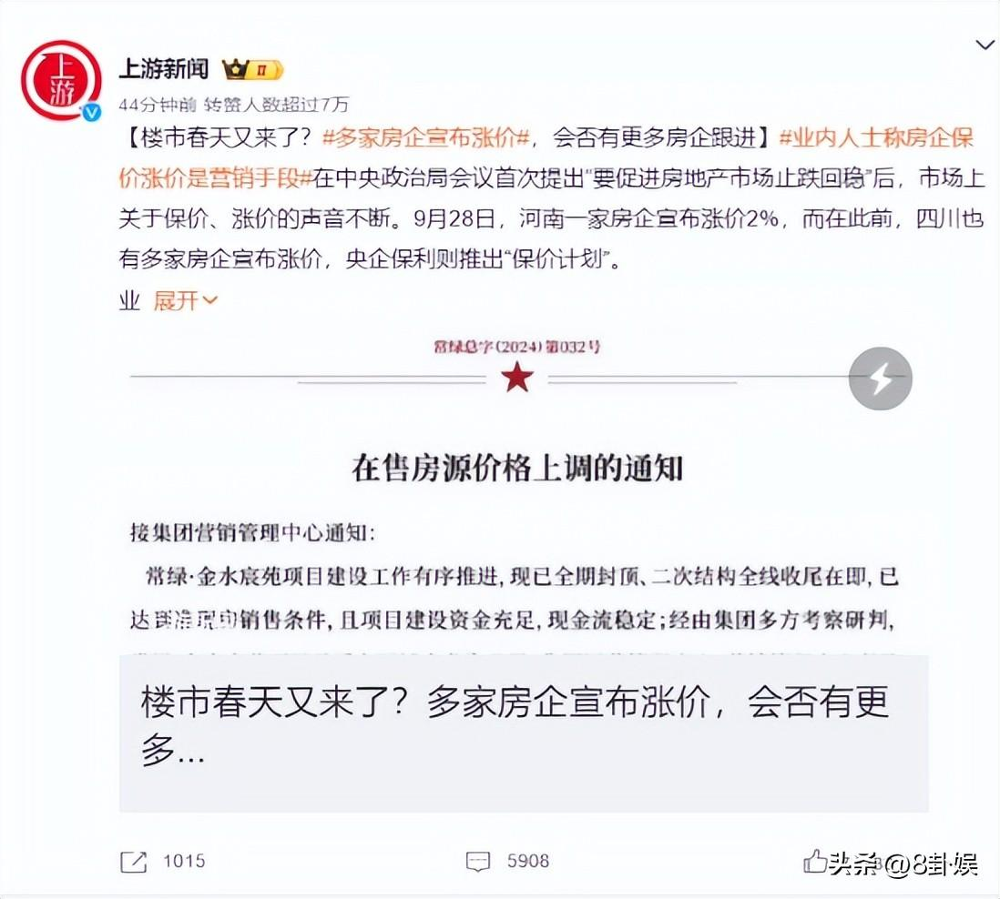 上游
上游新闻 II
44分钟前 转赞人数超过7万
【楼市春天又来了？#多家房企宣布涨价#，会否有更多房企跟进】#业内人士称房企保
价涨价是营销手段#在中央政治局会议首次提出“要促进房地产市场止跌回稳”后，市场上
关于保价、涨价的声音不断。9月28日，河南一家房企宣布涨价2%，而在此前，四川也
有多家房企宣布涨价，央企保利则推出“保价计划”。
业 展开
常绿总字(2024)第032号
在售房源价格上调的通知
接集团营销管理中心通知：
常绿·金水宸苑项目建设工作有序推进,现已全期封顶、二次结构全线收尾在即,已
达到准现房销售条件,且项目建设资金充足,现金流稳定;经由集团多方考察研判,
楼市春天又来了？多家房企宣布涨价，会否有更
多...
1015
5908
头条 @8卦娱